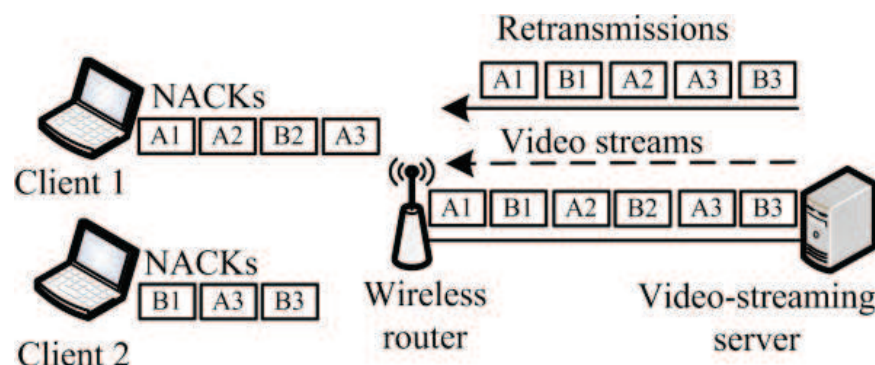 Retransmissions
A1 B1 A2 A3 B3
NACKs
A1 A2 B2 A3
Client 1
Video streams
A1 B1 A2 B2 A3 B3
NACKs
B1 A3 B3
Client 2
Wireless
router
Video-streaming
server